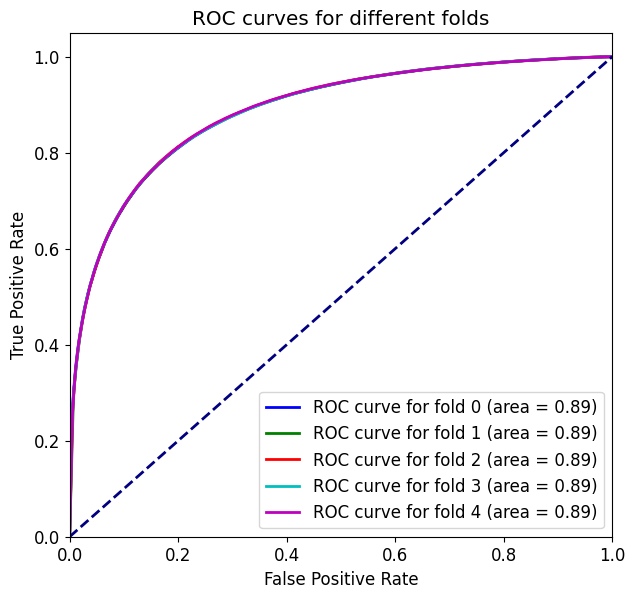 ROC curves for different folds
True Positive Rate
1.0
0.8
0.6
0.4
0.2
0.0
ROC curve for fold 0 (area = 0.89)
ROC curve for fold 1 (area = 0.89)
ROC curve for fold 2 (area = 0.89)
ROC curve for fold 3 (area = 0.89)
ROC curve for fold 4 (area = 0.89)
0.0 0.2 0.4 0.6 0.8 1.0
False Positive Rate